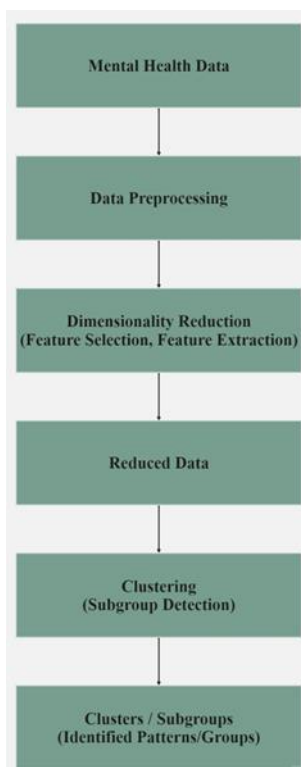 Mental Health Data
Data Preprocessing
Dimensionality Reduction
(Feature Selection, Feature Extraction)
Reduced Data
Clustering
(Subgroup Detection)
Clusters / Subgroups
(Identified Patterns/Groups)